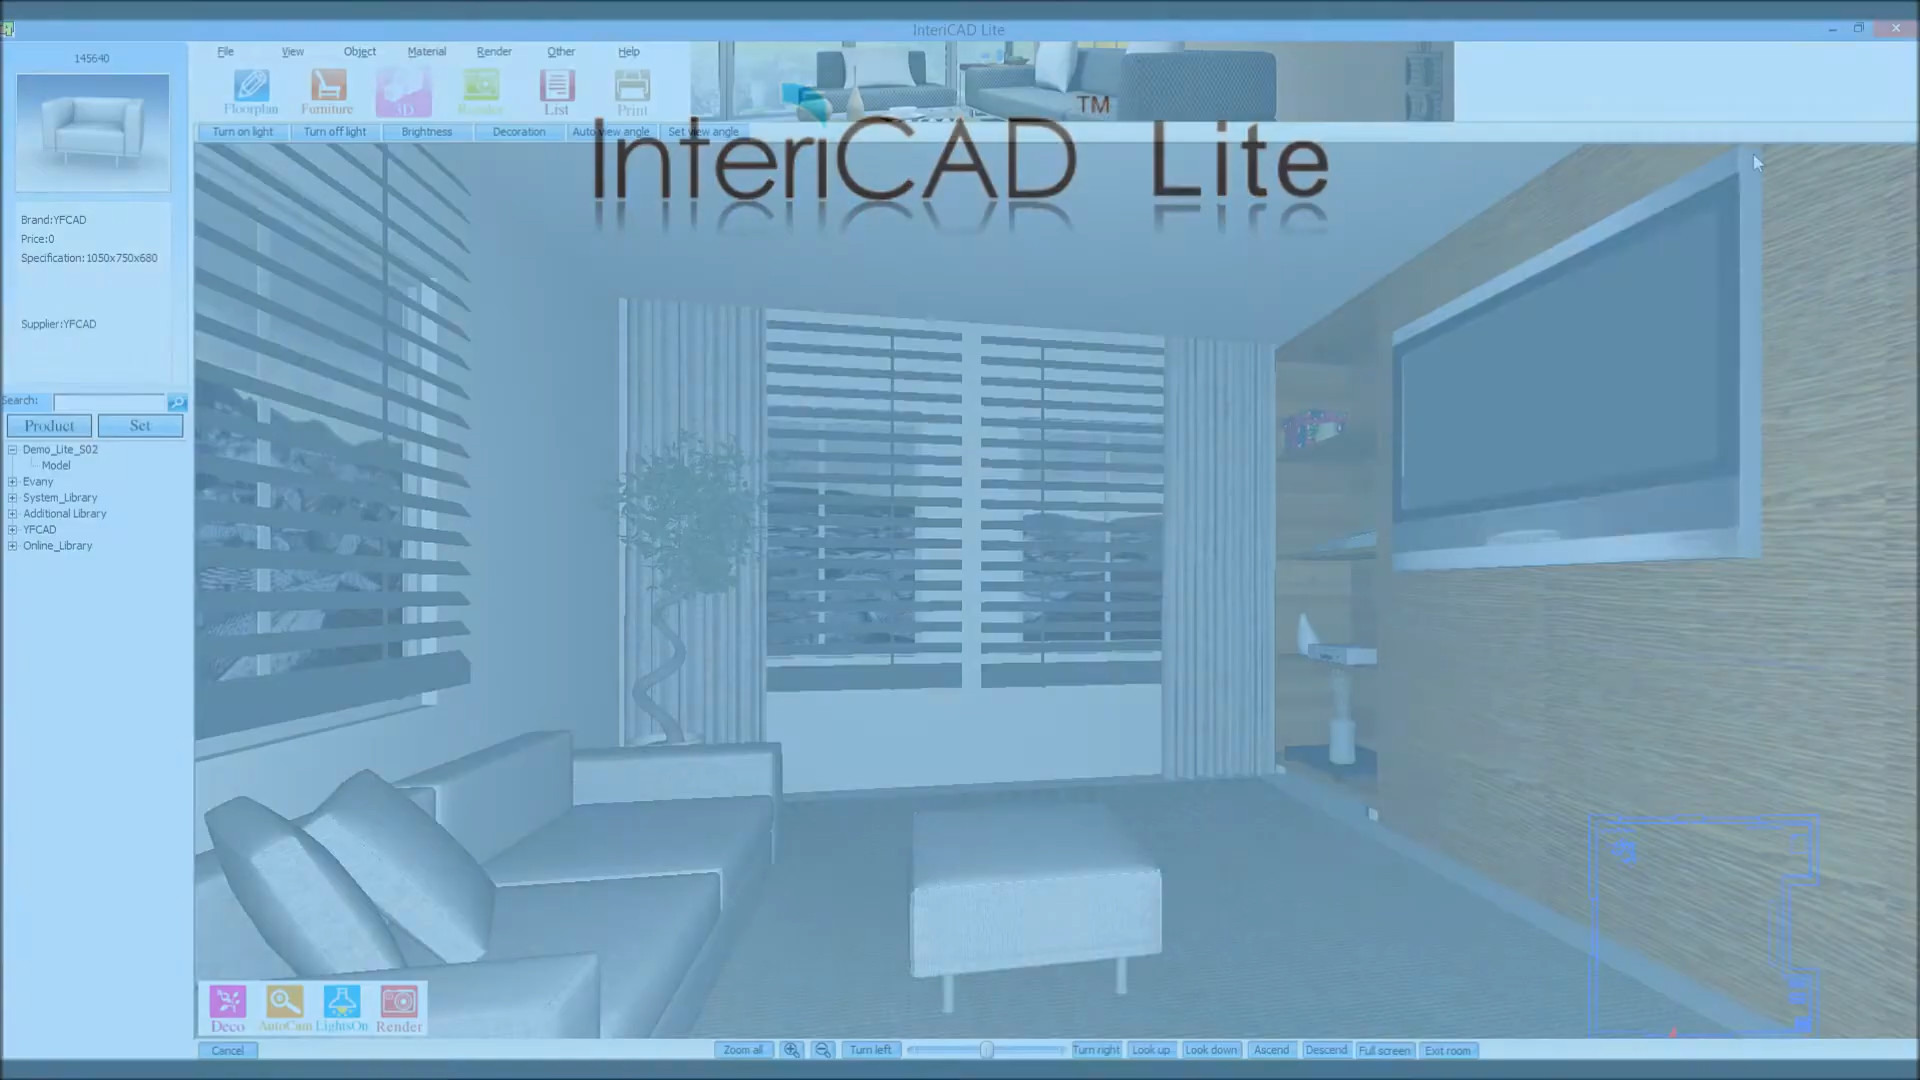 InteriCAD Lite
145640
File View Object Material Render Other Help
Floorplan Furniture 3D Render List Print
Turn on light Turn off light Brightness Decoration Auto view angle Set view angle
InteriCAD Lite ™
Brand:YFCAD
Price:0
Specification:1050x750x680
Supplier:YFCAD
Search:
Product Set
Demo_Lite_S02
Model
Evany
System_Library
Additional Library
YFCAD
Online_Library
Deco AutoCam LightsOn Render
Cancel Zoom all Turn left Turn right Look up Look down Ascend Descend Full screen Exit room